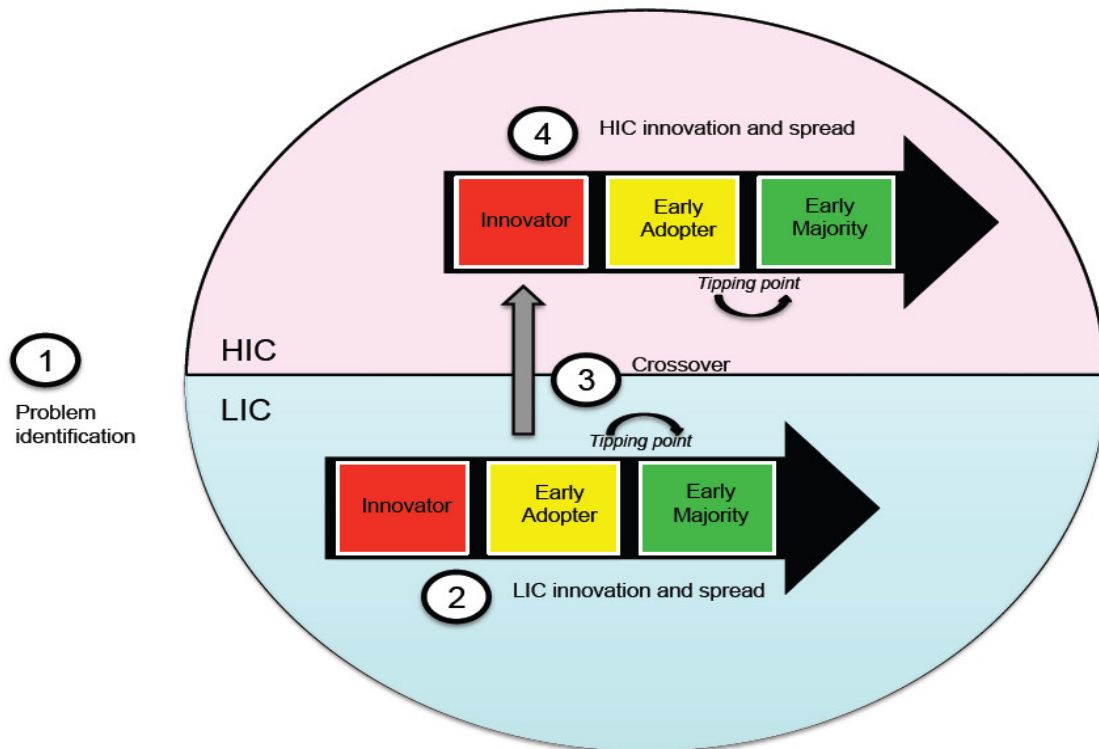 4
HIC innovation and spread
Innovator
Early
Adopter
Early
Majority
Tipping point
1
Problem
identification
HIC
3
Crossover
LIC
Tipping point
Innovator
Early
Adopter
Early
Majority
2
LIC innovation and spread